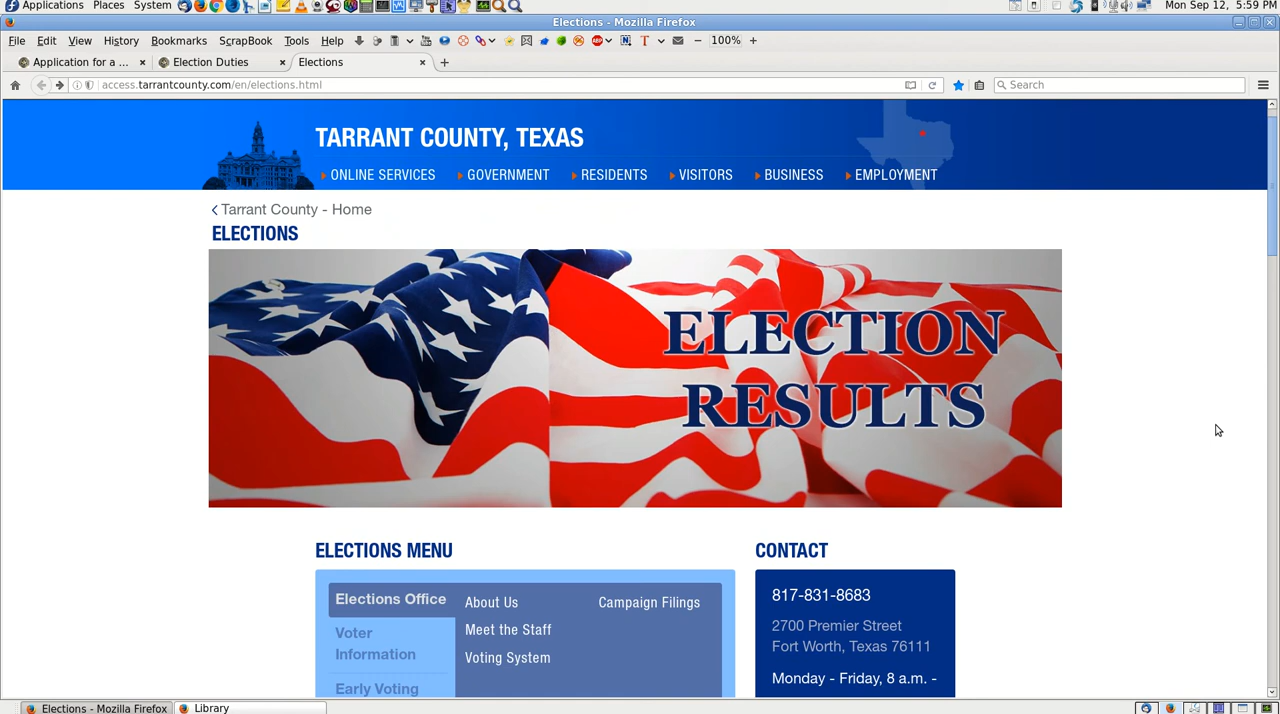 Applications Places System Mon Sep 12, 5:59 PM
Elections - Mozilla Firefox
File Edit View History Bookmarks ScrapBook Tools Help 100%
Application for a ... Election Duties Elections
access.tarrantcounty.com/en/elections.html Search
TARRANT COUNTY, TEXAS
ONLINE SERVICES GOVERNMENT RESIDENTS VISITORS BUSINESS EMPLOYMENT
Tarrant County - Home
ELECTIONS
ELECTION
RESULTS
ELECTIONS MENU CONTACT
Elections Office About Us Campaign Filings 817-831-8683
Voter Meet the Staff 2700 Premier Street
Information Voting System Fort Worth, Texas 76111
Early Voting Monday - Friday, 8 a.m. -
Elections - Mozilla Firefox Library